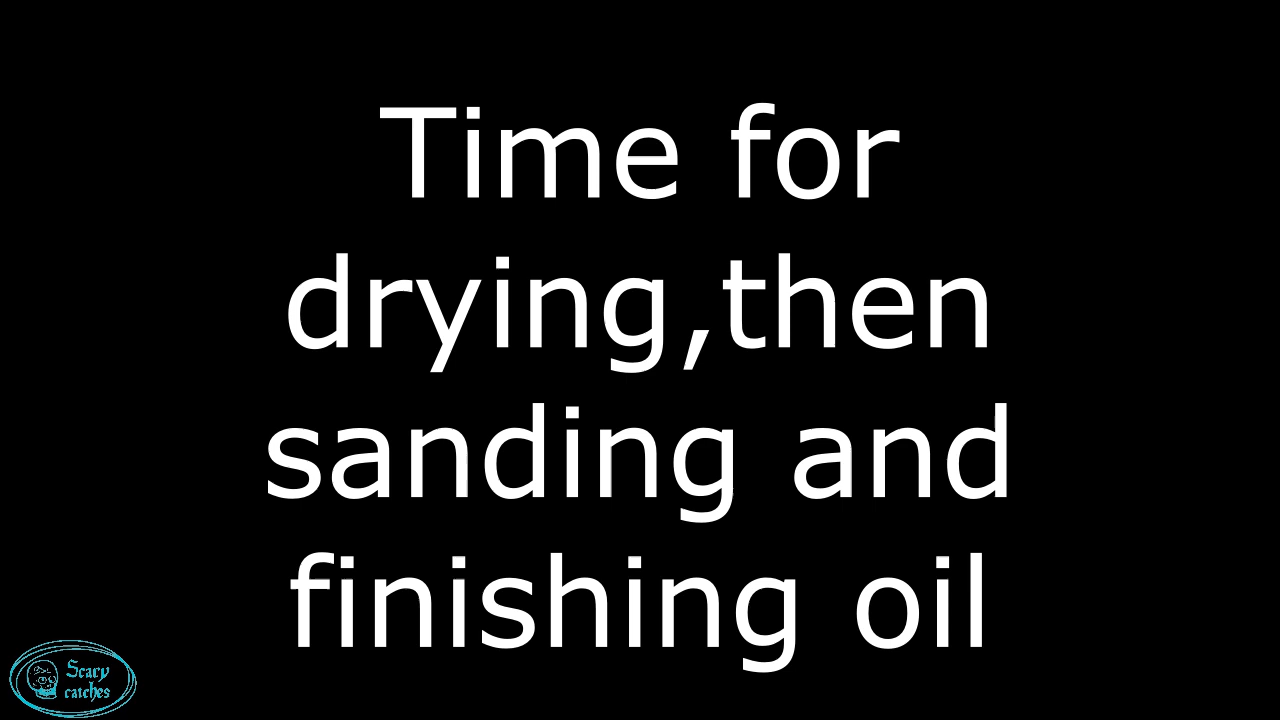 Time for
drying,then
sanding and
finishing oil
Scary
catches